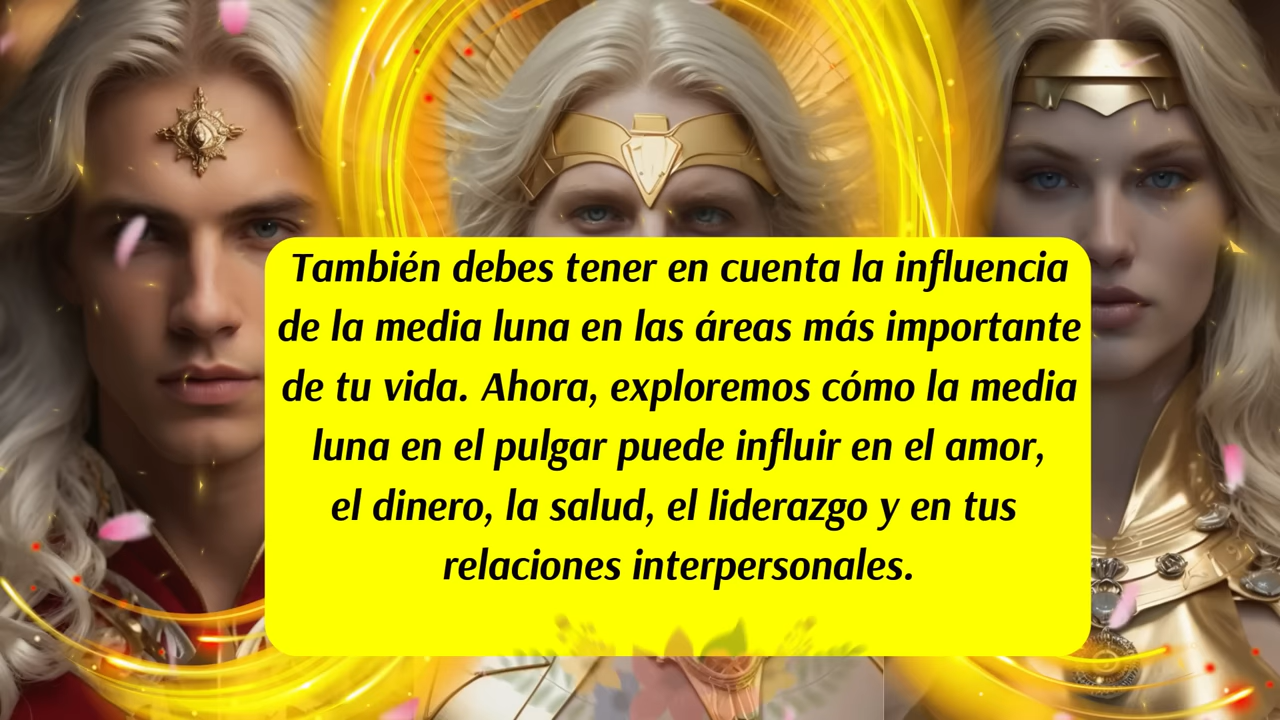 También debes tener en cuenta la influencia
de la media luna en las áreas más importante
de tu vida. Ahora, exploremos cómo la media
luna en el pulgar puede influir en el amor,
el dinero, la salud, el liderazgo y en tus
relaciones interpersonales.